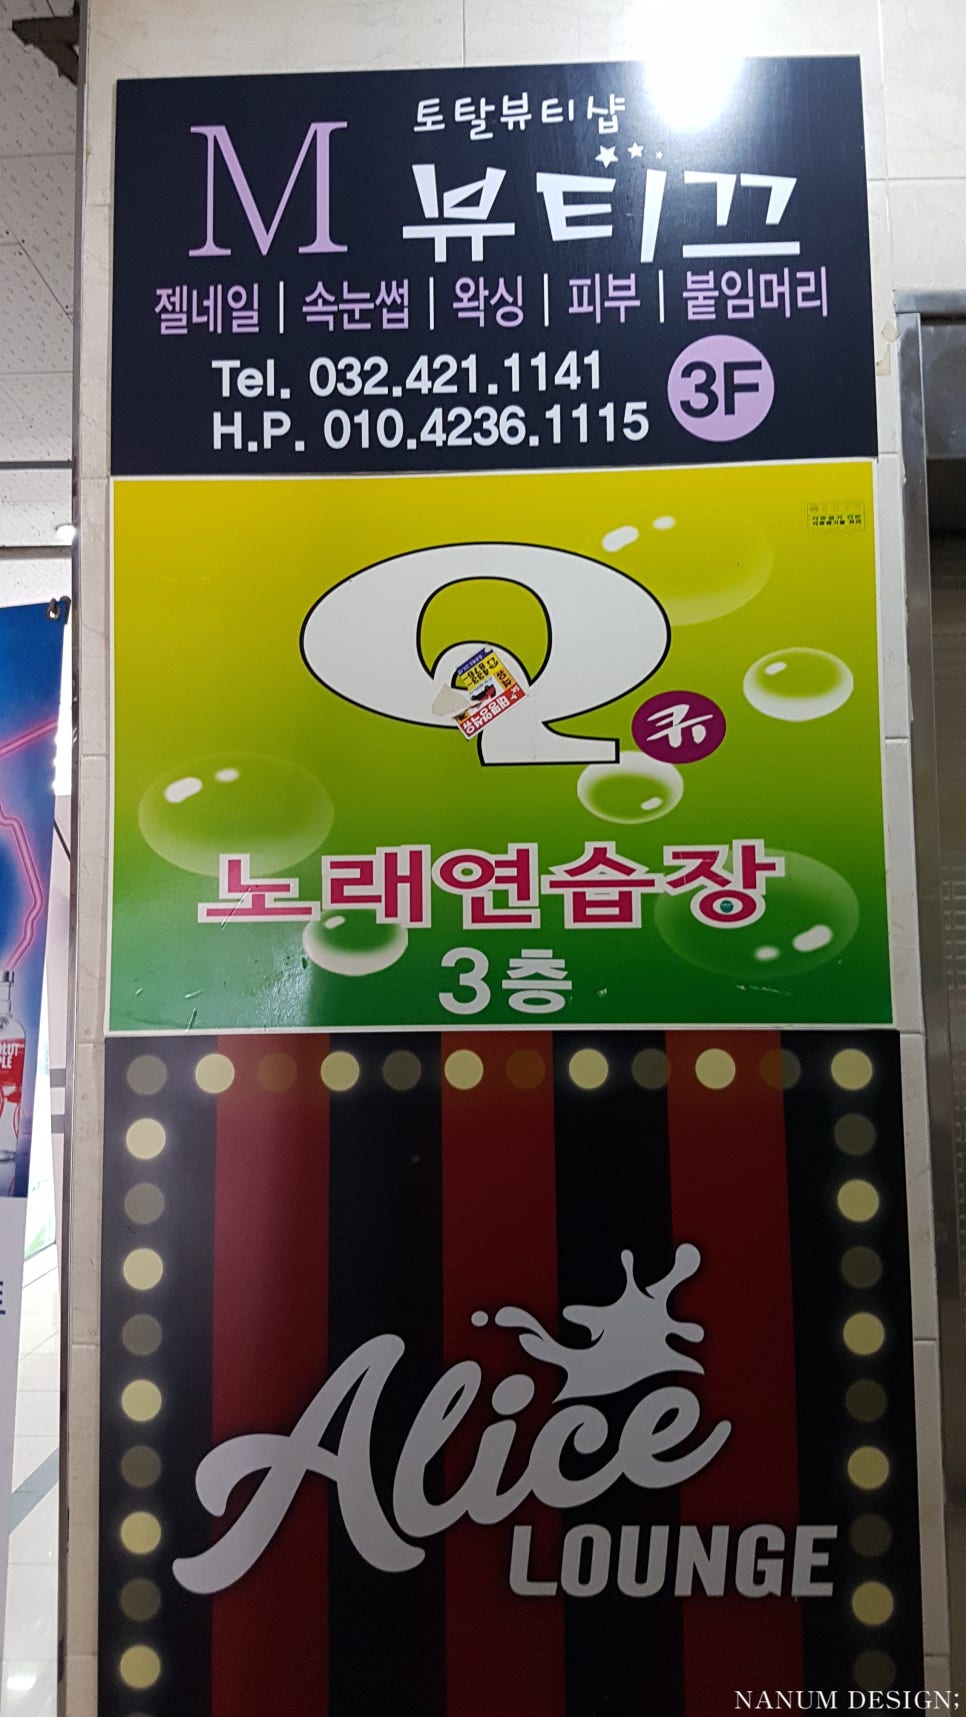 토탈뷰티샵
M 뷰티끄
젤네일 | 속눈썹 | 왁싱 | 피부 | 붙임머리
Tel. 032.421.1141
H.P. 010.4236.1115
3F
Q
큐
노래연습장
3층
Alice
LOUNGE
NANUM DESIGN;